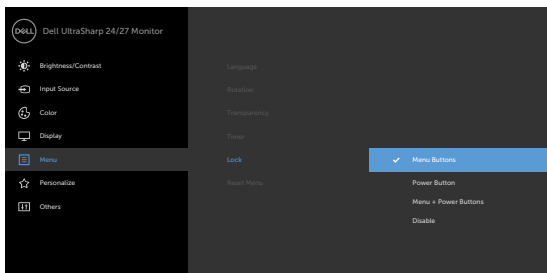 DELL
Dell UltraSharp 24/27 Monitor
Brightness/Contrast
Input Source
Color
Display
Menu
Personalize
Others
Language
Rotation
Transparency
Timer
Lock
Reset Menu
Menu Buttons
Power Button
Menu + Power Buttons
Disable